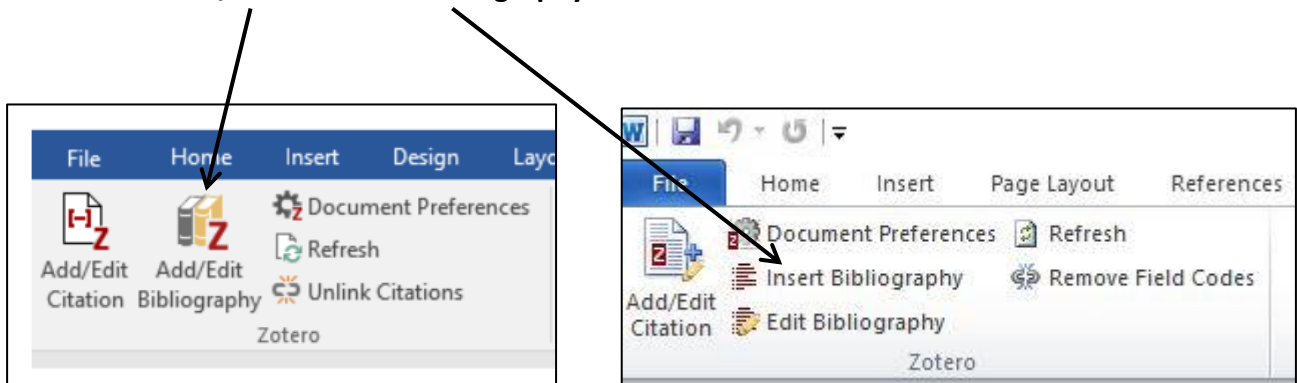 File Home Insert Design Layo
Document Preferences
Refresh
Add/Edit Citation
Add/Edit Bibliography
Unlink Citations
Zotero
W
File Home Insert Page Layout References
Document Preferences Refresh
Insert Bibliography Remove Field Codes
Add/Edit Citation
Edit Bibliography
Zotero